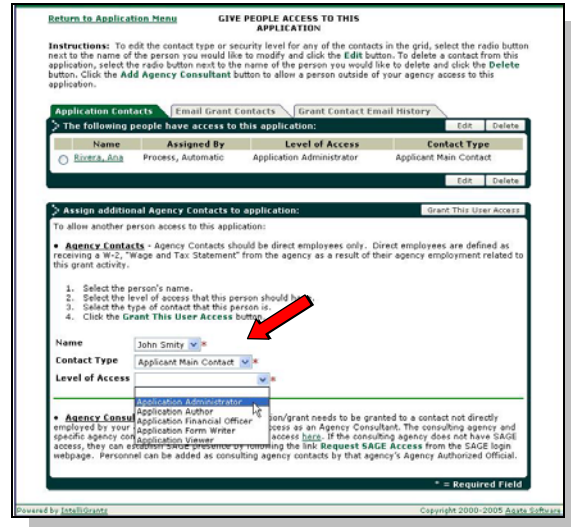 Return to Application Menu
GIVE PEOPLE ACCESS TO THIS
APPLICATION
Instructions: To edit the contact type or security level for any of the contacts in the grid, select the radio button
next to the name of the person you would like to modify and click the Edit button. To delete a contact from this
application, select the radio button next to the name of the person you would like to delete and click the Delete
button. Click the Add Agency Consultant button to allow a person outside of your agency access to this
application.
Application Contacts Email Grant Contacts Grant Contact Email History
The following people have access to this application: Edit Delete
Name Assigned By Level of Access Contact Type
Rivera, Ana Process, Automatic Application Administrator Applicant Main Contact
Edit Delete
Assign additional Agency Contacts to application: Grant This User Access
To allow another person access to this application:
• Agency Contacts - Agency Contacts should be direct employees only. Direct employees are defined as
receiving a W-2, "Wage and Tax Statement" from the agency as a result of their agency employment related to
this grant activity.
1. Select the person's name.
2. Select the level of access that this person should
3. Select the type of contact that this person is.
4. Click the Grant This User Access button
Name John Smity *
Contact Type Applicant Main Contact *
Level of Access *
Application Administrator
Application Author
Application Financial Officer
Application Form Writer
Application Viewer
• Agency Consul on/grant needs to be granted to a contact not directly
employed by your cess as an Agency Consultant. The consulting agency and
specific agency con access here. If the consulting agency does not have SAGE
access, they can establish SAGE presence by following the link Request SAGE Access from the SAGE login
webpage. Personnel can be added as consulting agency contacts by that agency's Agency Authorized Official.
* = Required Field
Powered by IntelliGrants Copyright 2000-2005 Agate Software